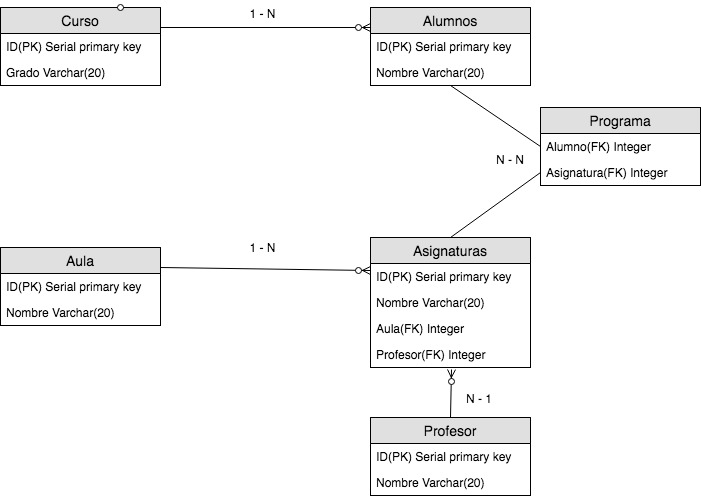 Curso
ID(PK) Serial primary key
Grado Varchar(20)
1 - N
Alumnos
ID(PK) Serial primary key
Nombre Varchar(20)
Programa
Alumno(FK) Integer
Asignatura(FK) Integer
N - N
Aula
ID(PK) Serial primary key
Nombre Varchar(20)
1 - N
Asignaturas
ID(PK) Serial primary key
Nombre Varchar(20)
Aula(FK) Integer
Profesor(FK) Integer
N - 1
Profesor
ID(PK) Serial primary key
Nombre Varchar(20)